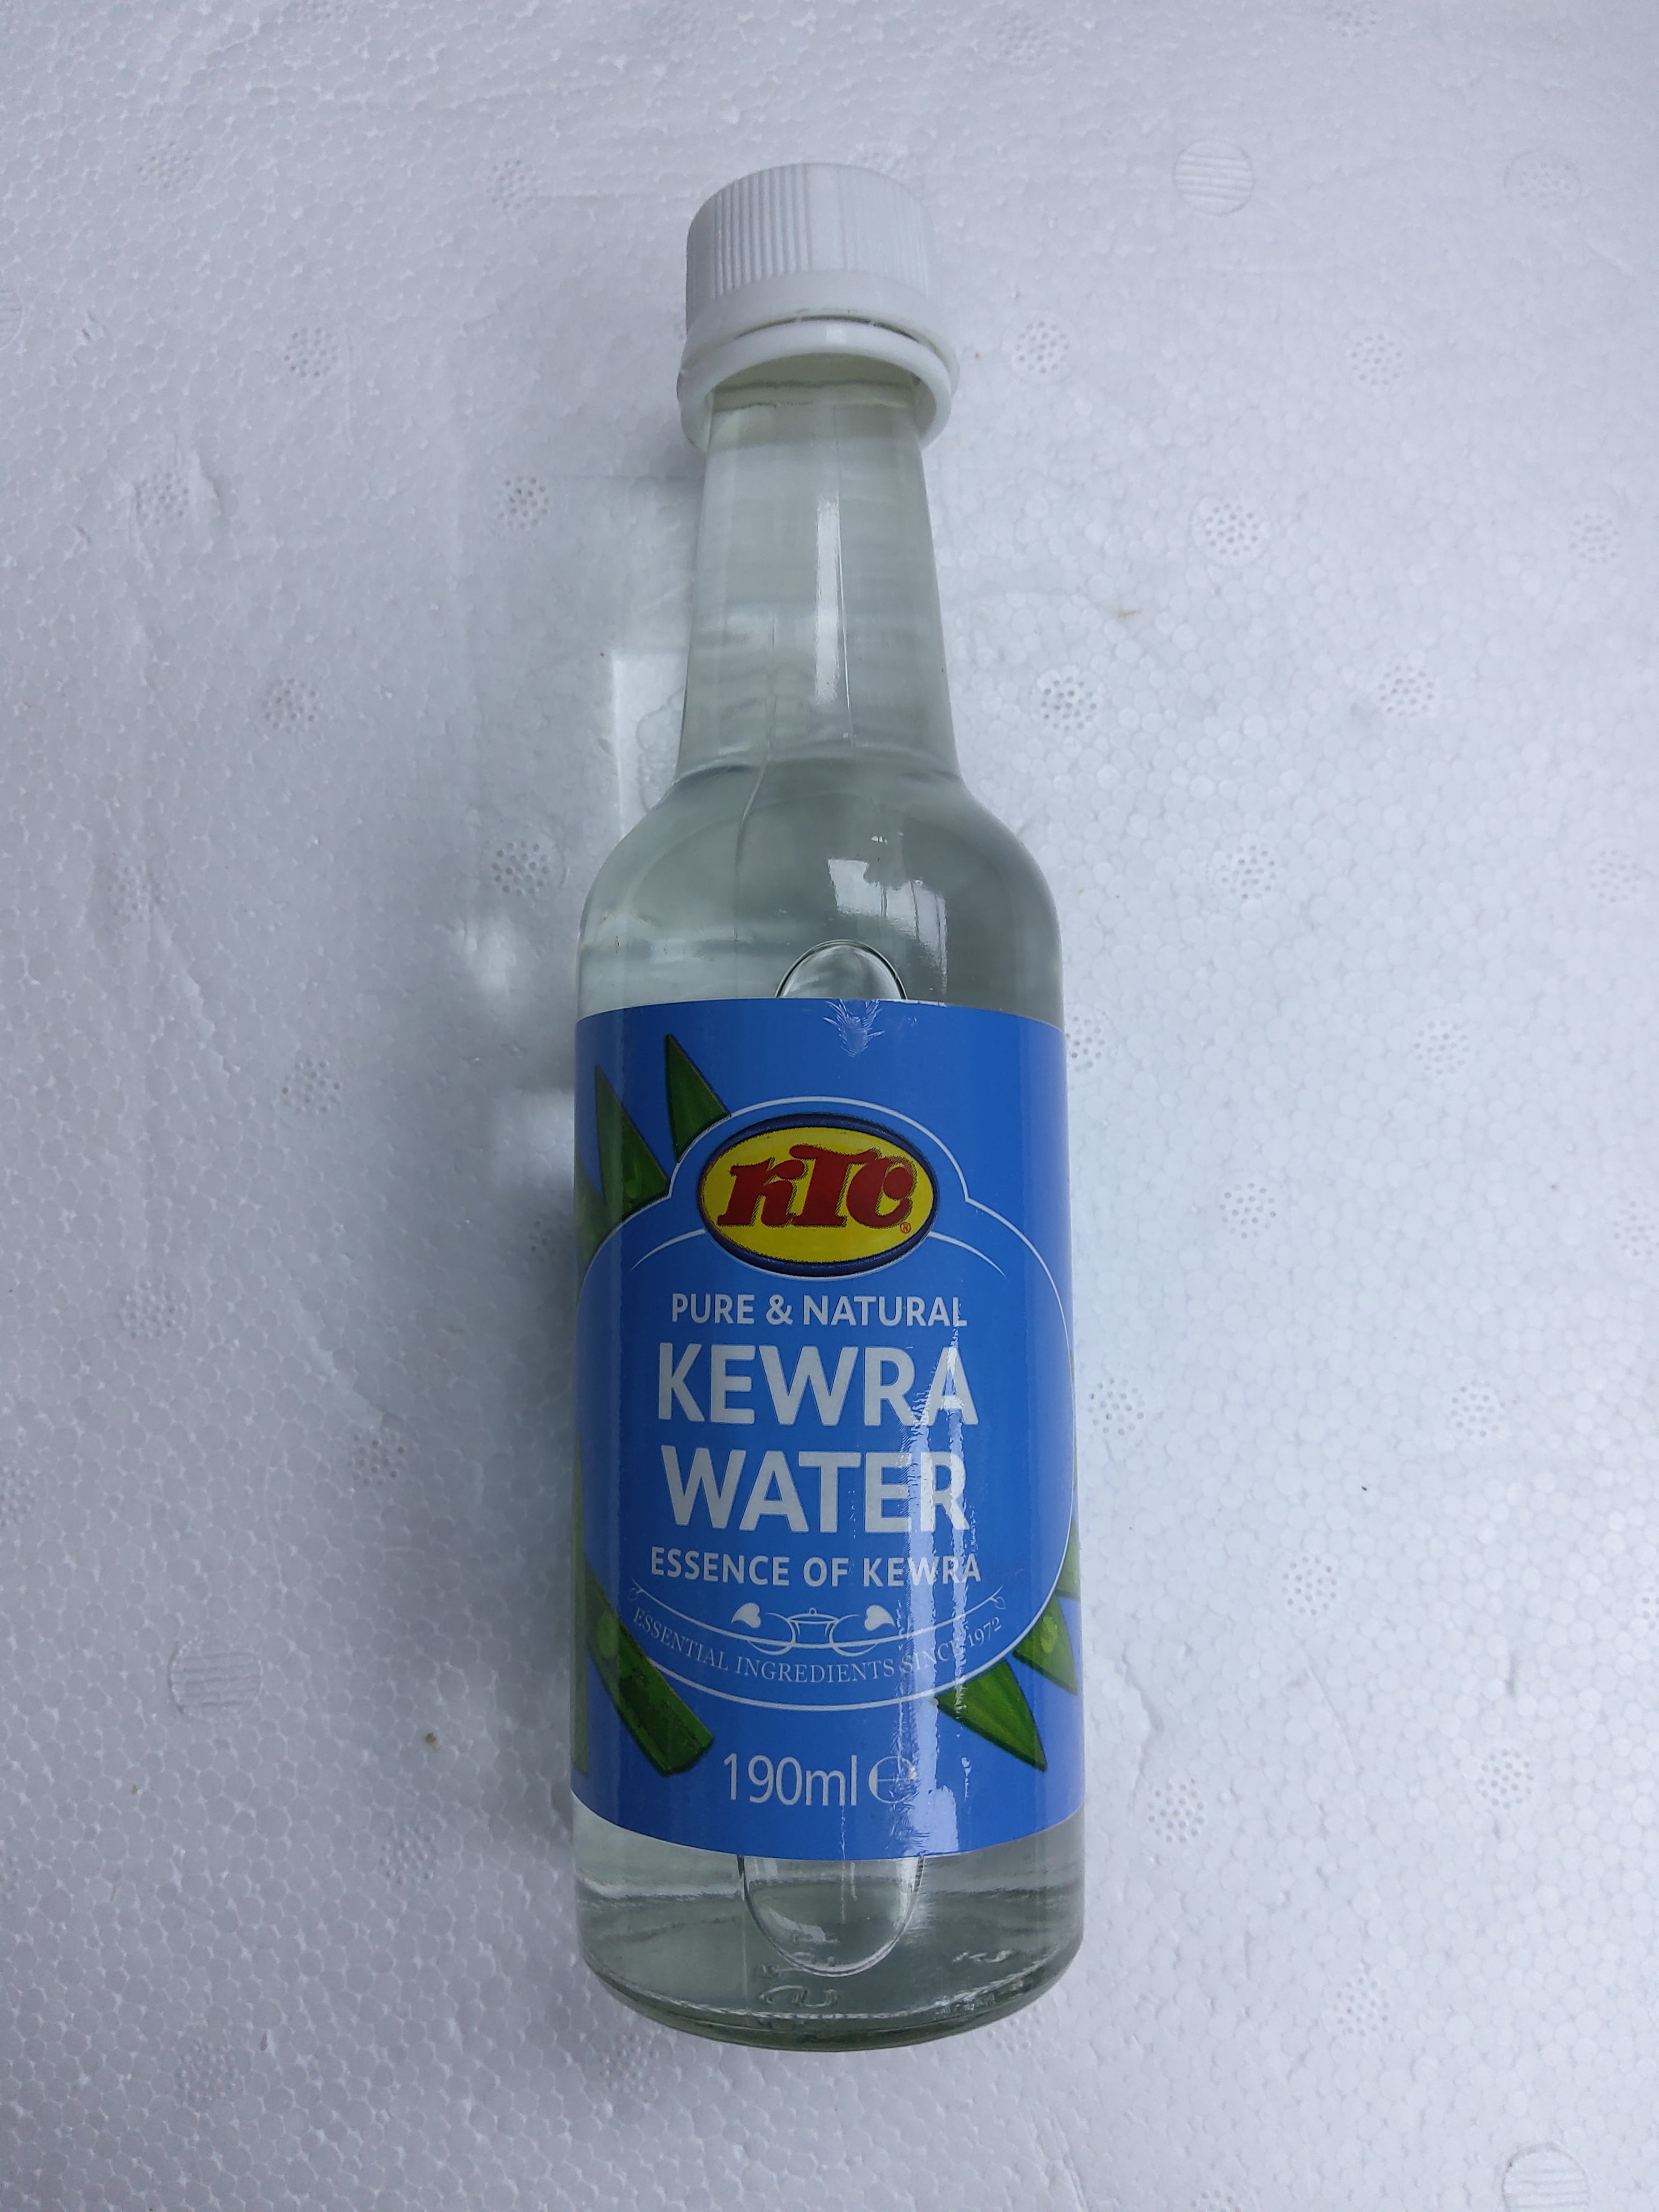 KTC®
PURE & NATURAL
KEWRA
WATER
ESSENCE OF KEWRA
ESSENTIAL INGREDIENTS SINCE 1972
190ml ℮